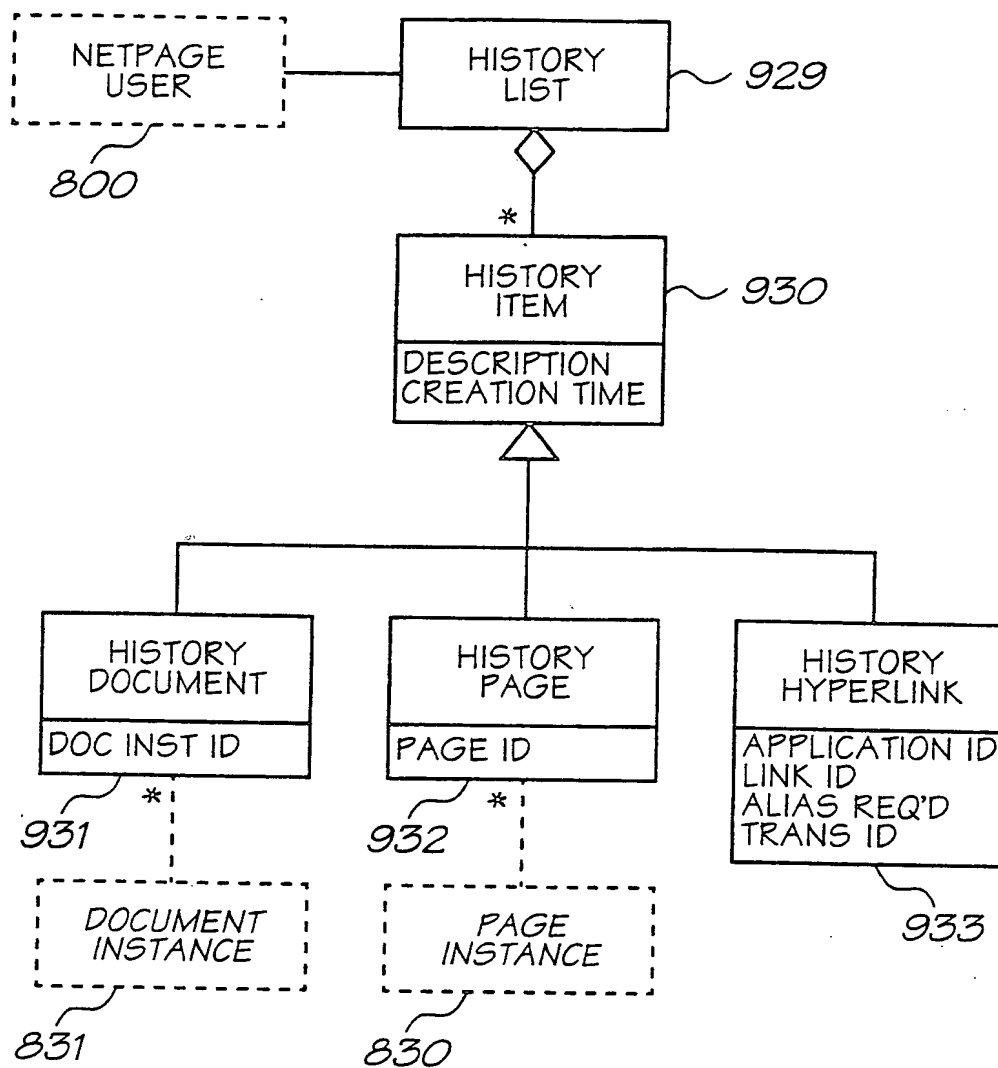 NETPAGE
USER
800
HISTORY
LIST
929
*
HISTORY
ITEM
930
DESCRIPTION
CREATION TIME
HISTORY
DOCUMENT
DOC INST ID
931
*
HISTORY
PAGE
PAGE ID
932
*
HISTORY
HYPERLINK
APPLICATION ID
LINK ID
ALIAS REQ'D
TRANS ID
933
DOCUMENT
INSTANCE
831
PAGE
INSTANCE
830